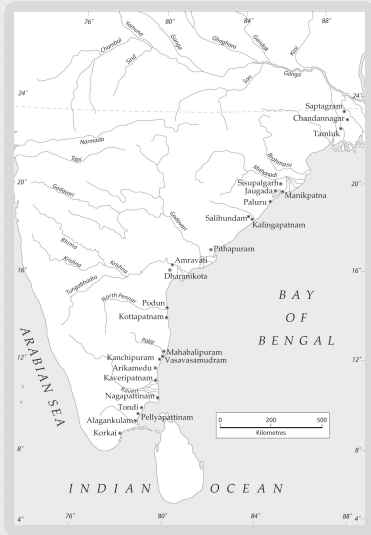 76°
80°
84°
88°
Yamuna
Ganga
Ghaghara
Gandak
Kosi
Chambal
Sind
Son
Ganga
24°
24°
Saptagram
Chandannagar
Tamluk
Narmada
Tapi
Brahmani
Mahanadi
20°
20°
Sisupalgarh
Jaugada
Manikpatna
Paluru
Godavari
Godavari
Salihundam
Kalingapatnam
Bhima
Pithapuram
Krishna
Krishna
Amravati
16°
16°
Dharanikota
Tungabhadra
BAY
OF
BENGAL
North Pennar
Podun
Kottapatnam
ARABIAN SEA
Palar
Mahabalipuram
12°
12°
Kanchipuram
Vasavasamudram
Arikamedu
Kaveripatnam
Kaveri
Nagapattinam
Tondi
Pellyapattinam
Alagankulam
Korkai
0 200 500
Kilometres
8°
8°
INDIAN OCEAN
4°
4°
76°
80°
84°
88°